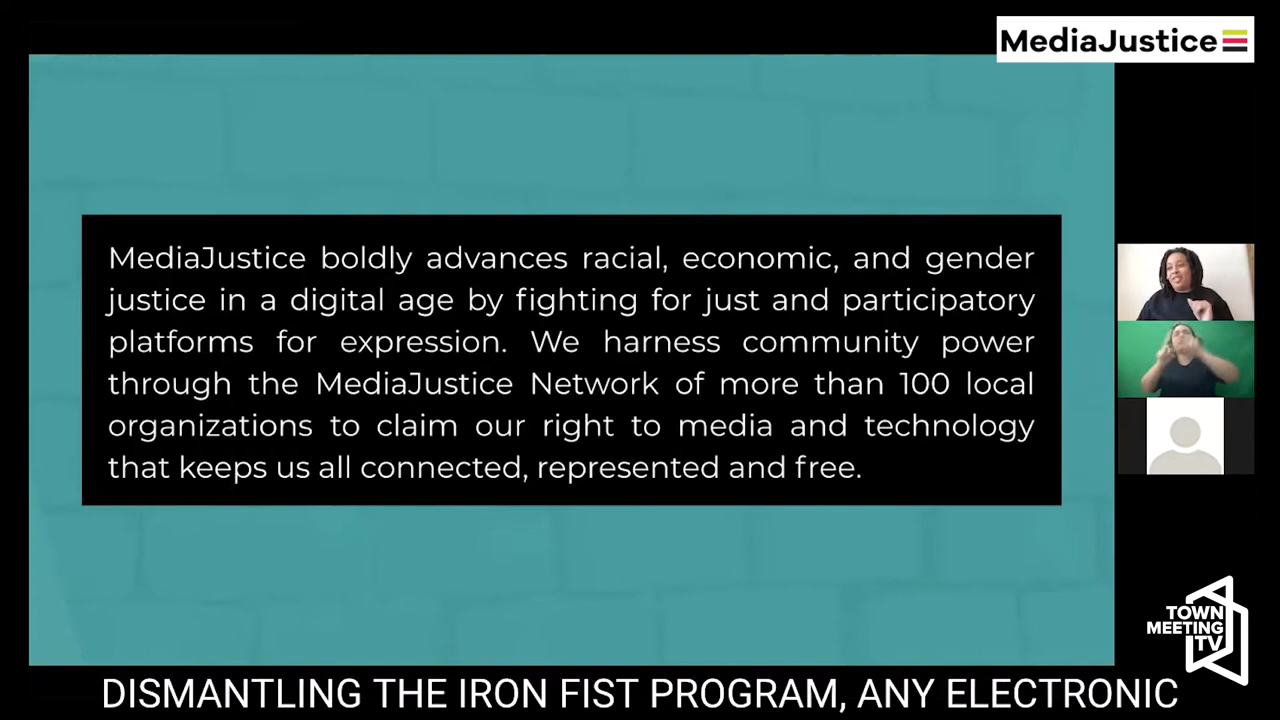 MediaJustice
MediaJustice boldly advances racial, economic, and gender
justice in a digital age by fighting for just and participatory
platforms for expression. We harness community power
through the MediaJustice Network of more than 100 local
organizations to claim our right to media and technology
that keeps us all connected, represented and free.
TOWN
MEETING
TV
DISMANTLING THE IRON FIST PROGRAM, ANY ELECTRONIC